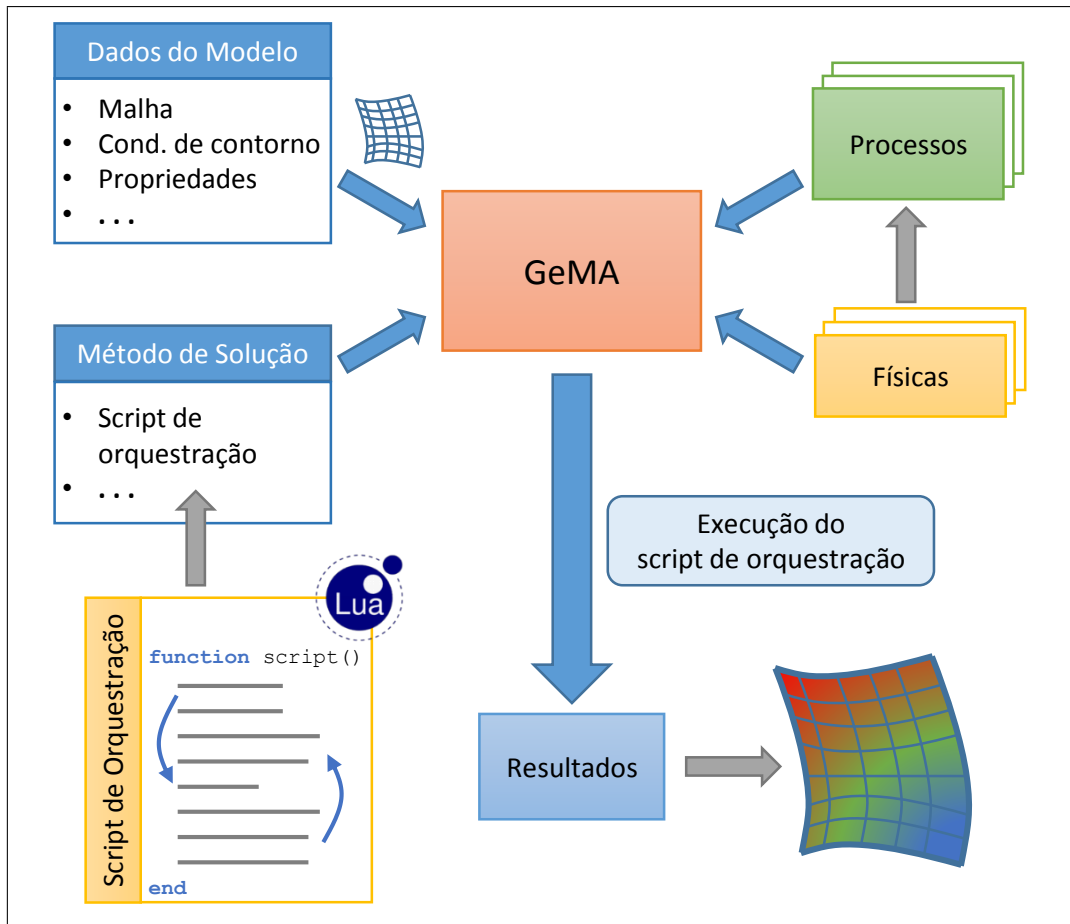 Dados do Modelo
• Malha
• Cond. de contorno
• Propriedades
• . . .
Processos
GeMA
Método de Solução
• Script de
orquestração
• . . .
Físicas
Execução do
script de orquestração
Lua
Script de Orquestração
function script()
end
Resultados